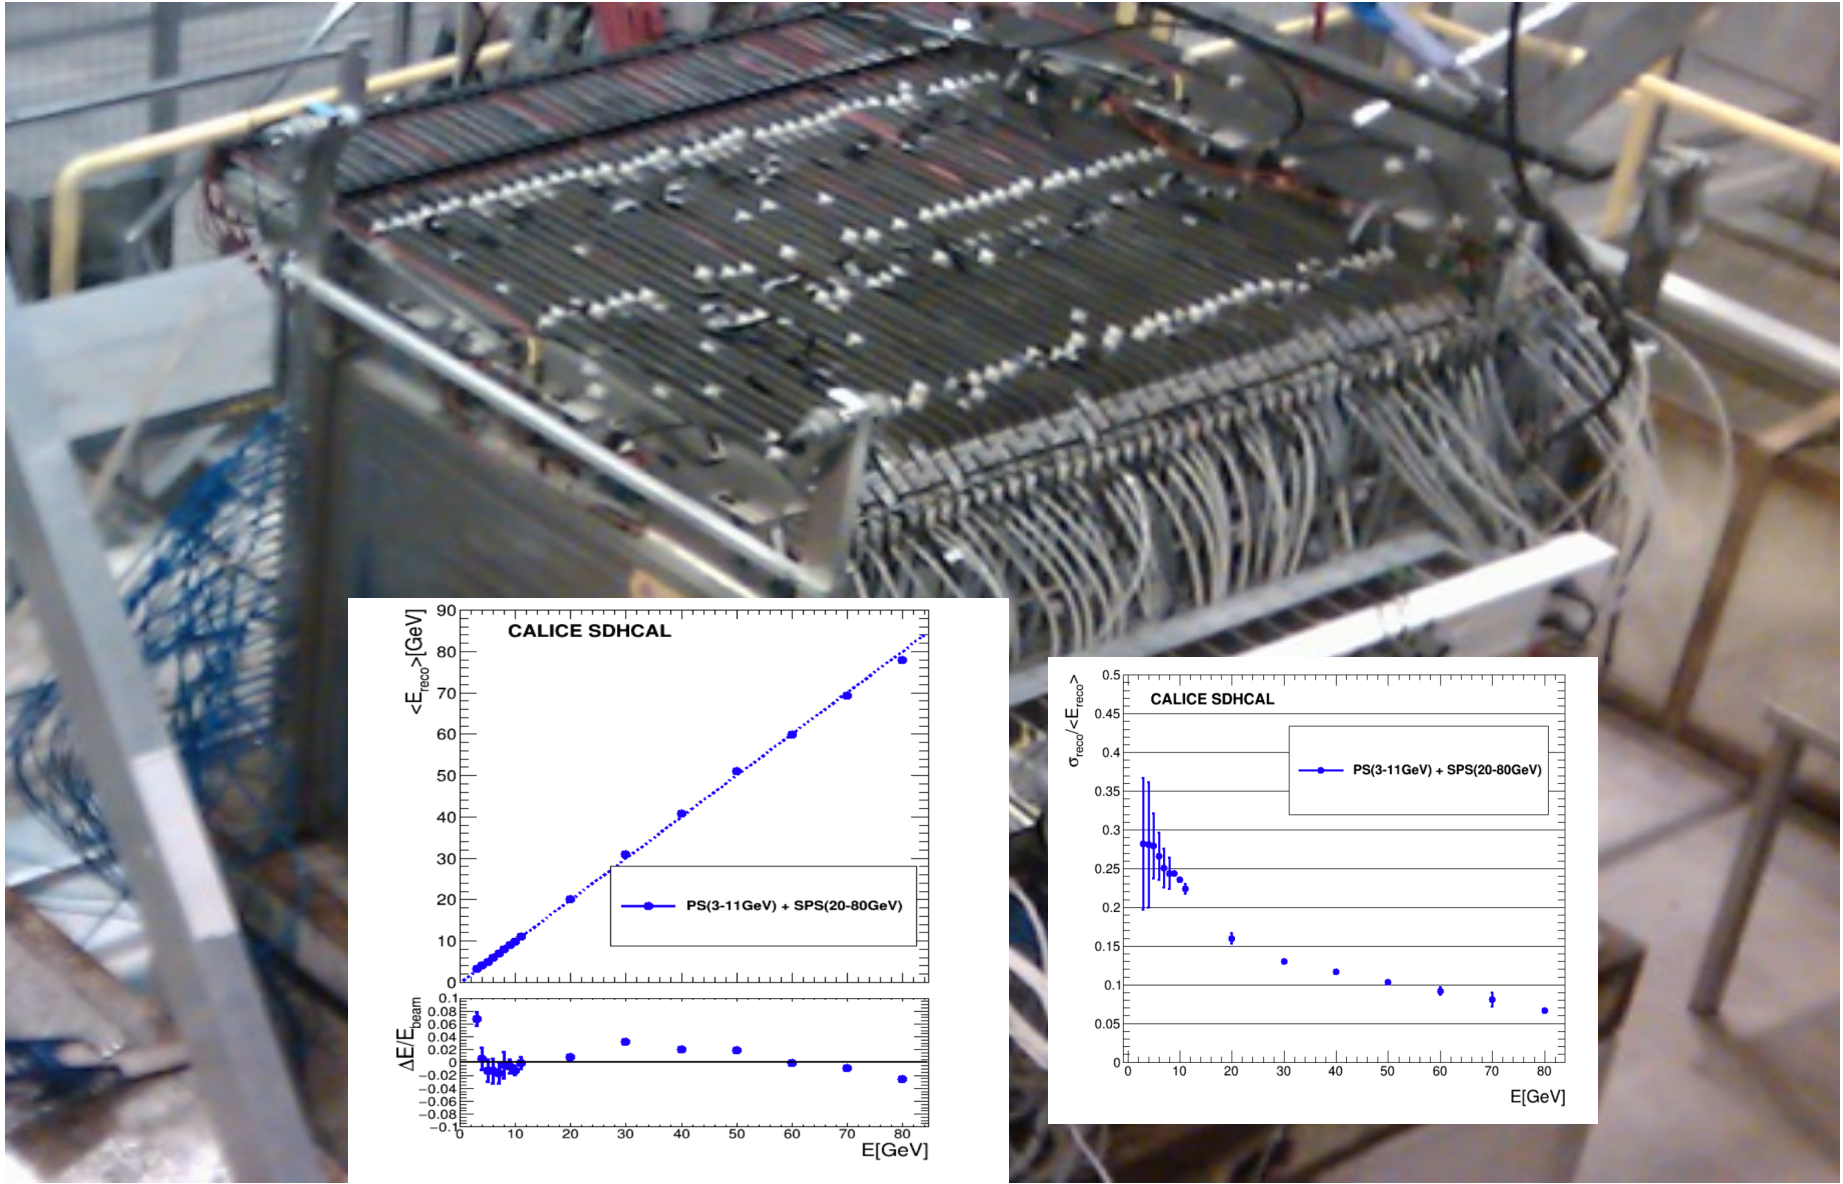 CALICE SDHCAL
<E_reco>[GeV]
90
80
70
60
50
40
30
20
10
0
PS(3-11GeV) + SPS(20-80GeV)
ΔE/E_beam
0.1
0.08
0.06
0.04
0.02
0
−0.02
−0.04
−0.06
−0.08
−0.1
0 10 20 30 40 50 60 70 80
E[GeV]
CALICE SDHCAL
σ_reco/<E_reco>
0.5
0.45
0.4
0.35
0.3
0.25
0.2
0.15
0.1
0.05
0
PS(3-11GeV) + SPS(20-80GeV)
0 10 20 30 40 50 60 70 80
E[GeV]